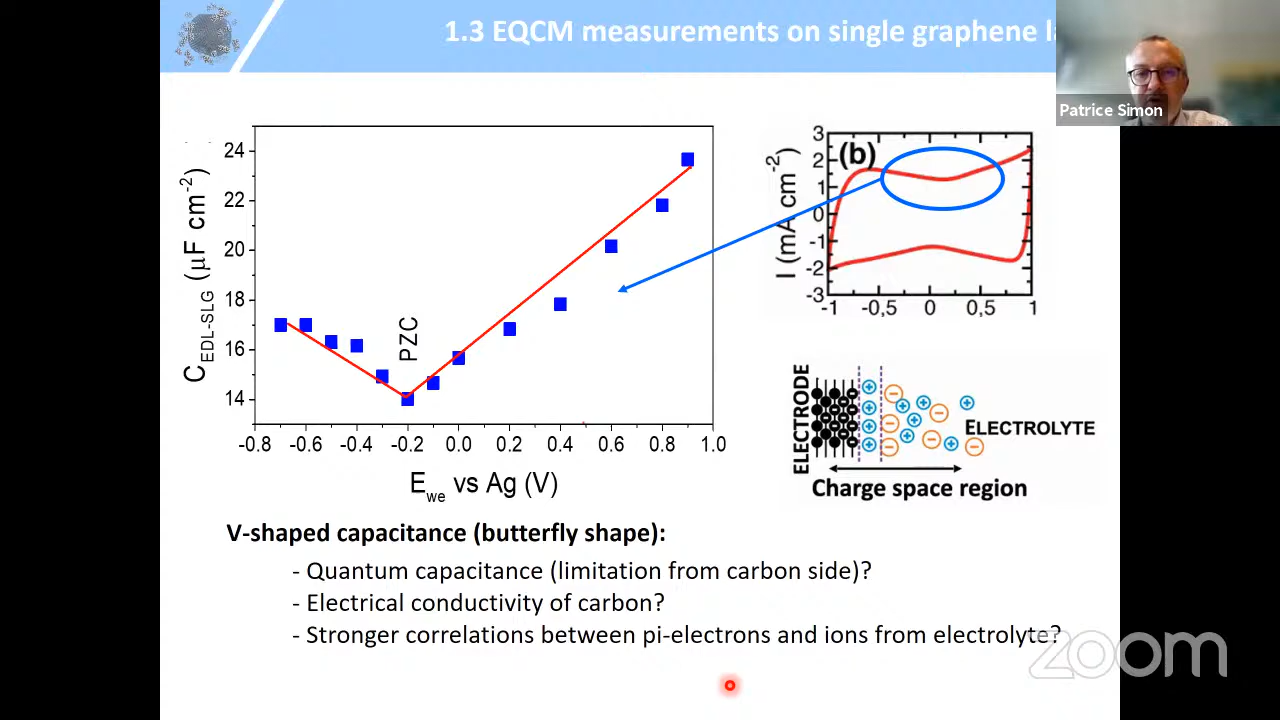 1.3 EQCM measurements on single graphene la
Patrice Simon
24
22
20
18
16
14
C EDL-SLG (μF cm-2)
PZC
-0.8 -0.6 -0.4 -0.2 0.0 0.2 0.4 0.6 0.8 1.0
Ewe vs Ag (V)
(b)
3
2
1
0
-1
-2
-3
I (mA cm-2)
-1 -0,5 0 0,5 1
ELECTRODE
ELECTROLYTE
Charge space region
V-shaped capacitance (butterfly shape):
- Quantum capacitance (limitation from carbon side)?
- Electrical conductivity of carbon?
- Stronger correlations between pi-electrons and ions from electrolyte?
zoom